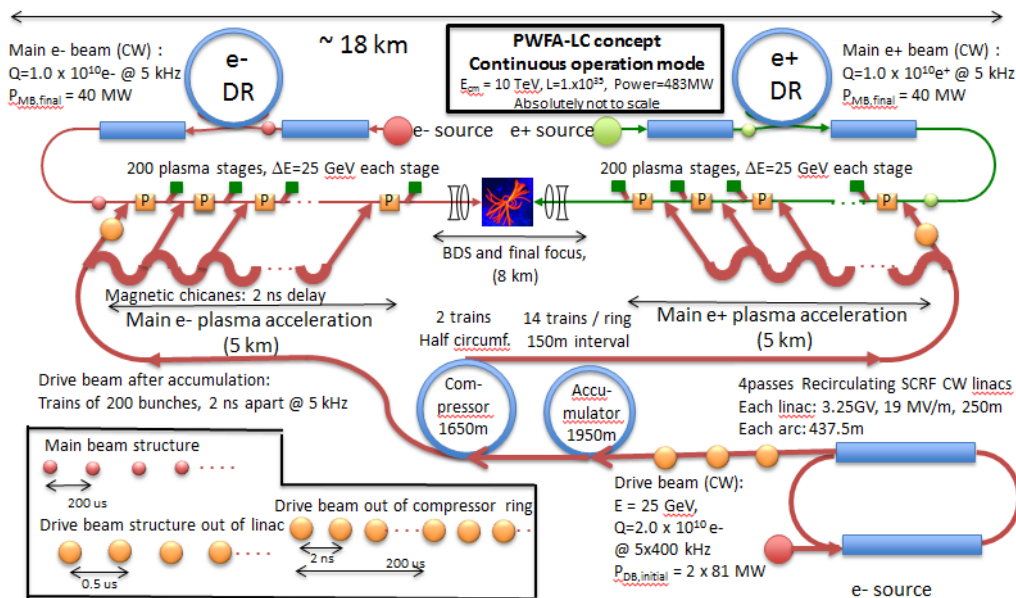 ~ 18 km
Main e- beam (CW) :
Q=1.0 x 10¹⁰e- @ 5 kHz
P_MB,final = 40 MW
e-
DR
PWFA-LC concept
Continuous operation mode
E_cm = 10 TeV, L=1.x10³⁵, Power=483MW
Absolutely not to scale
e+
DR
Main e+ beam (CW) :
Q=1.0 x 10¹⁰e⁺ @ 5 kHz
P_MB,final = 40 MW
e- source
e+ source
200 plasma stages, ΔE=25 GeV each stage
200 plasma stages, ΔE=25 GeV each stage
P
P
P
P
P
P
P
P
BDS and final focus,
(8 km)
Magnetic chicanes: 2 ns delay
Main e- plasma acceleration
(5 km)
Main e+ plasma acceleration
(5 km)
2 trains
Half circumf.
14 trains / ring
150m interval
Com-
pressor
1650m
Accu-
mulator
1950m
Drive beam after accumulation:
Trains of 200 bunches, 2 ns apart @ 5 kHz
4passes Recirculating SCRF CW linacs
Each linac: 3.25GV, 19 MV/m, 250m
Each arc: 437.5m
Main beam structure
200 us
Drive beam structure out of linac
0.5 us
Drive beam out of compressor ring
2 ns
200 us
Drive beam (CW):
E = 25 GeV,
Q=2.0 x 10¹⁰ e-
@ 5x400 kHz
P_DB,initial = 2 x 81 MW
e- source